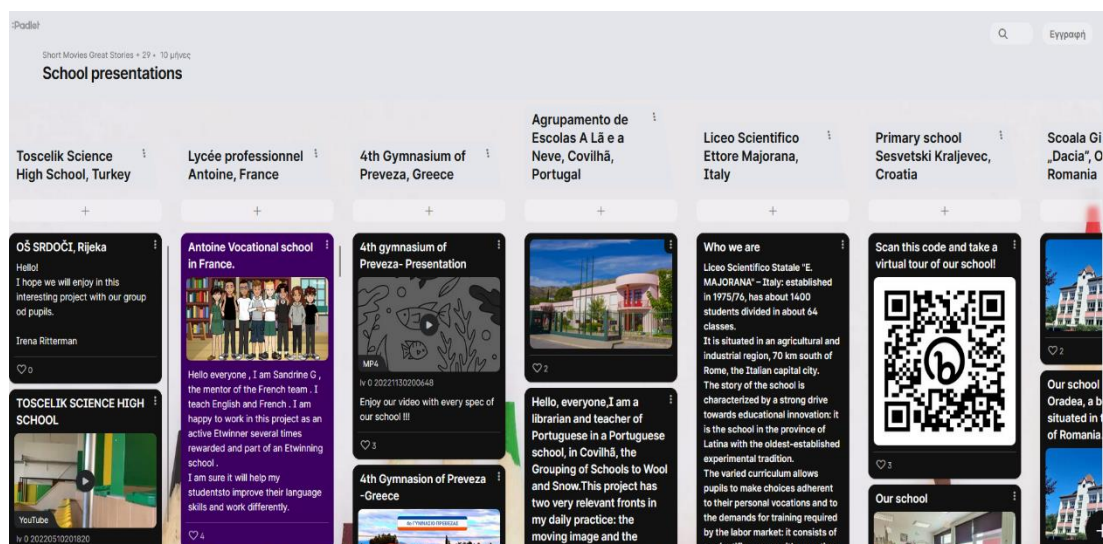 :Padlet
Short Movies Great Stories • 29 • 10 μήνες
School presentations
Εγγραφή
Toscelik Science
High School, Turkey
+
OŠ SRDOČI, Rijeka
Hello!
I hope we will enjoy in this
interesting project with our group
od pupils.
Irena Ritterman
0
TOSCELIK SCIENCE HIGH
SCHOOL
YouTube
lv 0 20220510201820
Lycée professionnel
Antoine, France
+
Antoine Vocational school
in France.
Hello everyone , I am Sandrine G ,
the mentor of the French team . I
teach English and French . I am
happy to work in this project as an
active Etwinner several times
rewarded and part of an Etwinning
school .
I am sure it will help my
studentsto improve their language
skills and work differently.
4
4th Gymnasium of
Preveza, Greece
+
4th gymnasium of
Preveza- Presentation
MP4
lv 0 20221130200648
Enjoy our video with every spec of
our school !!!
3
4th Gymnasion of Preveza
-Greece
4ο ΓΥΜΝΑΣΙΟ ΠΡΕΒΕΖΑΣ
Agrupamento de
Escolas A Lã e a
Neve, Covilhã,
Portugal
+
2
Hello, everyone,I am a
librarian and teacher of
Portuguese in a Portuguese
school, in Covilhã, the
Grouping of Schools to Wool
and Snow.This project has
two very relevant fronts in
my daily practice: the
moving image and the
Liceo Scientifico
Ettore Majorana,
Italy
+
Who we are
Liceo Scientifico Statale "E.
MAJORANA" – Italy: established
in 1975/76, has about 1400
students divided in about 64
classes.
It is situated in an agricultural and
industrial region, 70 km south of
Rome, the Italian capital city.
The story of the school is
characterized by a strong drive
towards educational innovation: it
is the school in the province of
Latina with the oldest-established
experimental tradition.
The varied curriculum allows
pupils to make choices adherent
to their personal vocations and to
the demands for training required
by the labor market: it consists of
Primary school
Sesvetski Kraljevec,
Croatia
+
Scan this code and take a
virtual tour of our school!
b
3
Our school
Scoala Gi
„Dacia", O
Romania
2
Our school
Oradea, a b
situated in t
of Romania.
+